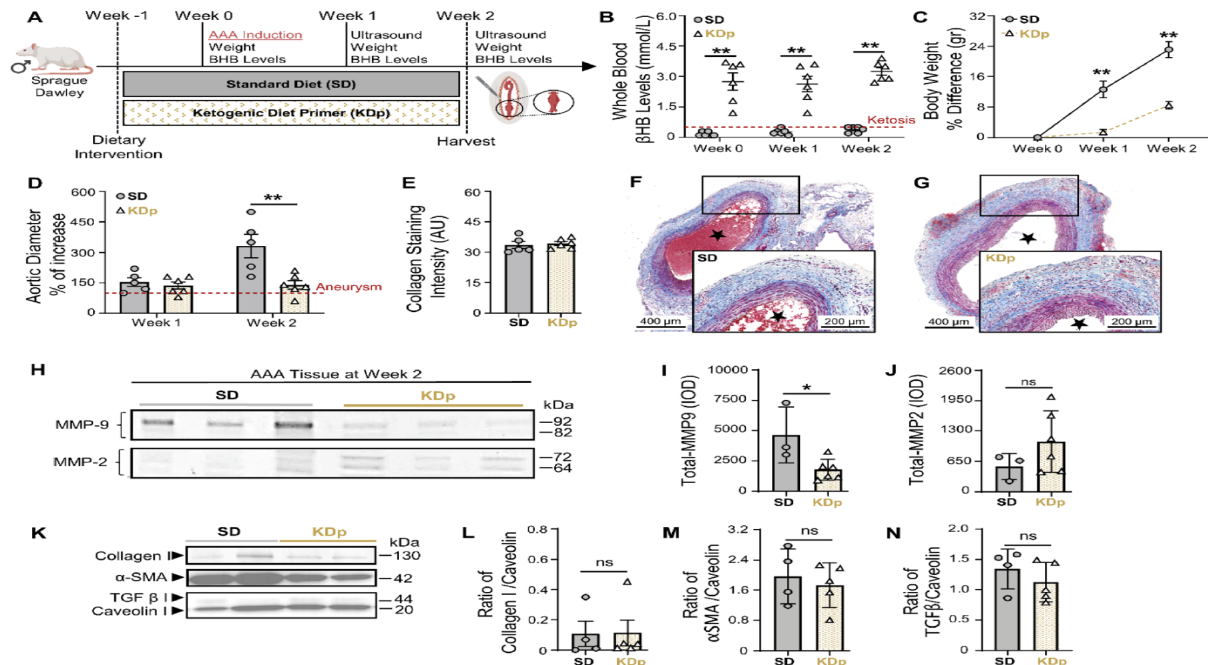 A
Week -1
Week 0
Week 1
Week 2
AAA Induction
Weight
BHB Levels
Ultrasound
Weight
BHB Levels
Ultrasound
Weight
BHB Levels
♂
Sprague
Dawley
Standard Diet (SD)
Ketogenic Diet Primer (KDp)
Dietary
Intervention
Harvest
B
Whole Blood
βHB Levels (mmol/L)
SD
KDp
6.0
4.8
3.6
2.4
1.2
0
**
**
**
Ketosis
Week 0
Week 1
Week 2
C
Body Weight
% Difference (gr)
SD
KDp
32
24
16
8
0
**
**
Week 0
Week 1
Week 2
D
Aortic Diameter
% of increase
SD
KDp
600
450
300
150
0
**
Aneurysm
Week 1
Week 2
E
Collagen Staining
Intensity (AU)
75
60
45
30
15
0
SD
KDp
F
SD
400 µm
200 µm
G
KDp
400 µm
200 µm
H
AAA Tissue at Week 2
SD
KDp
kDa
MMP-9
92
82
MMP-2
72
64
I
Total-MMP9 (IOD)
10000
7500
5000
2500
0
*
SD
KDp
J
Total-MMP2 (IOD)
2600
1950
1300
650
0
ns
SD
KDp
K
SD
KDp
kDa
Collagen I
130
α-SMA
42
TGF β I
44
Caveolin I
20
L
Ratio of
Collagen I /Caveolin
0.8
0.6
0.4
0.2
0
ns
SD
KDp
M
Ratio of
αSMA /Caveolin
3.2
2.4
1.6
0.8
0
ns
SD
KDp
N
Ratio of
TGFβ/Caveolin
2.0
1.5
1.0
0.6
0
ns
SD
KDp